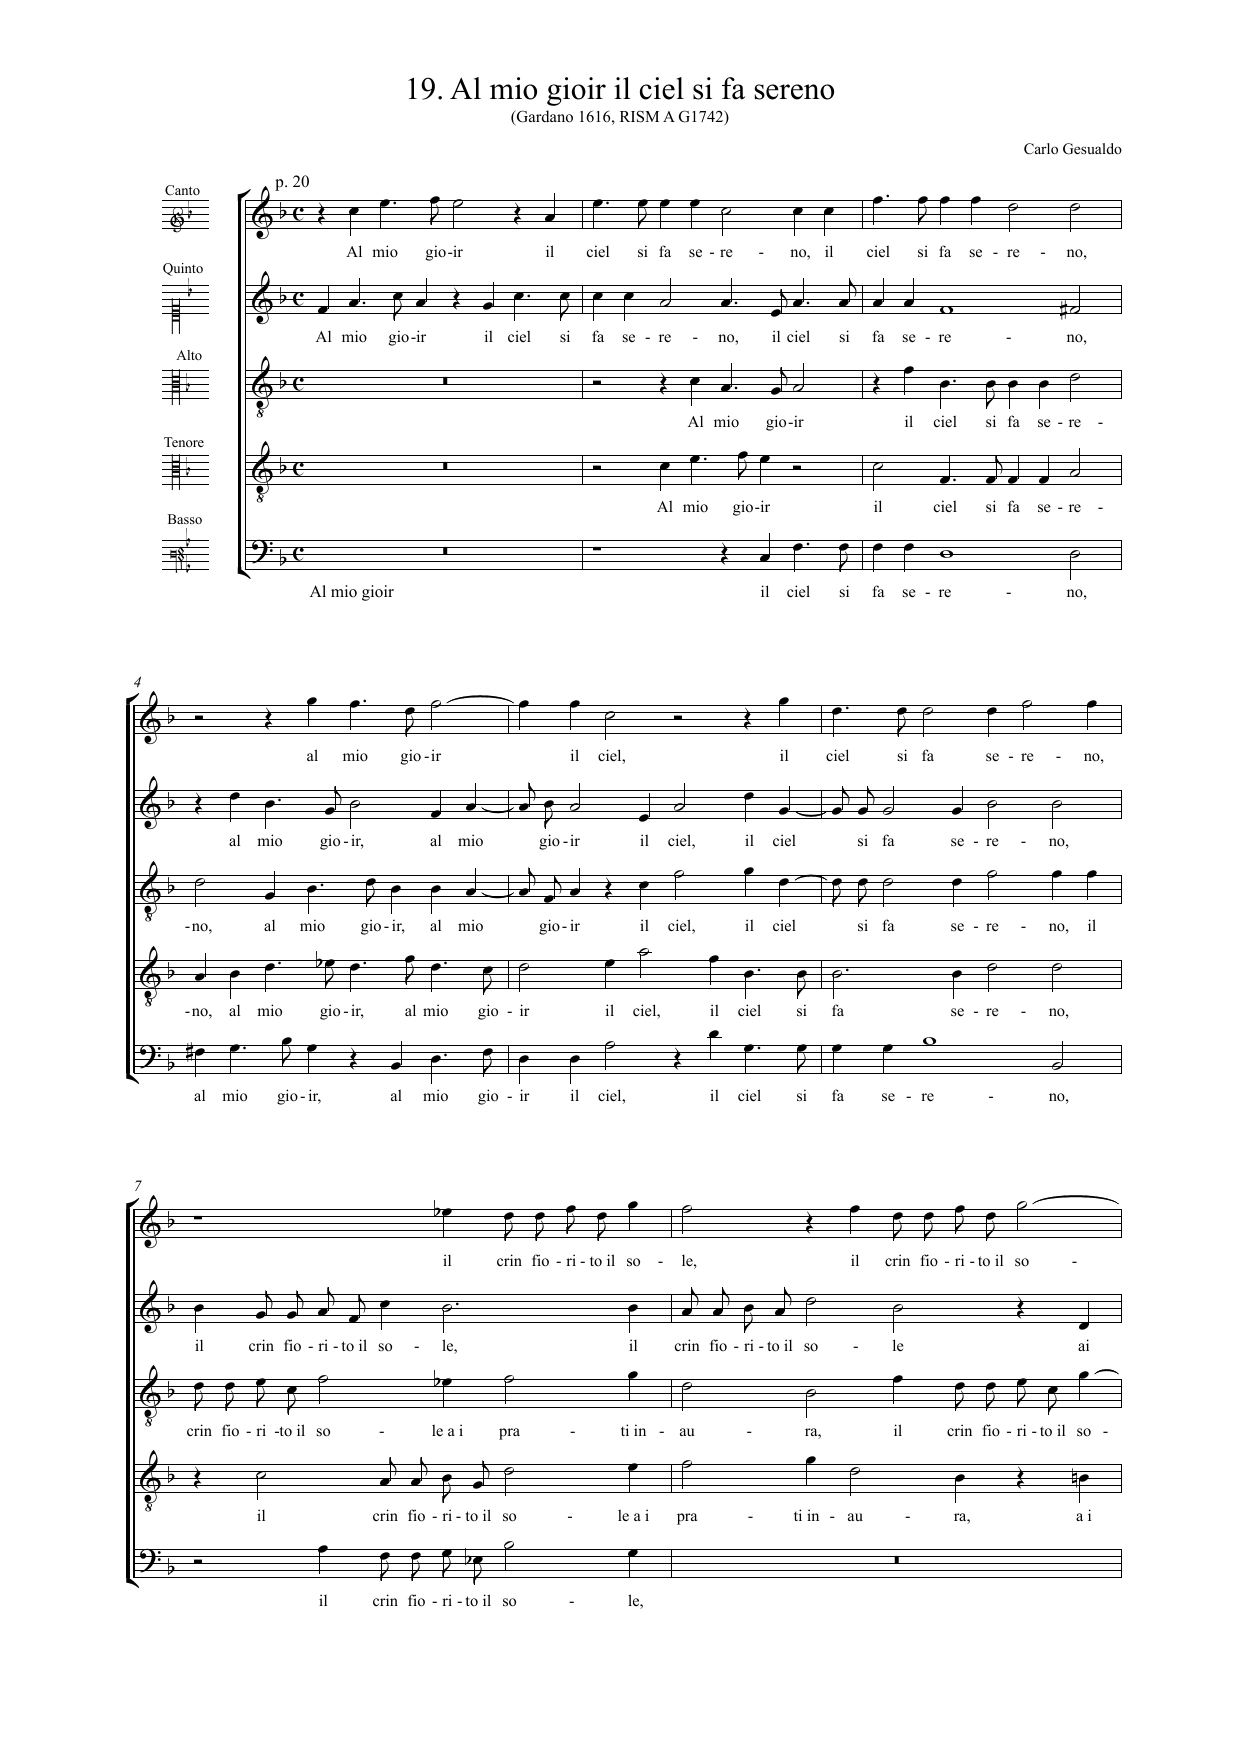 19. Al mio gioir il ciel si fa sereno
(Gardano 1616, RISM A G1742)
Carlo Gesualdo
p. 20
Canto
Al mio gio-ir il ciel si fa se - re - no, il ciel si fa se - re - no,
Quinto
Al mio gio-ir il ciel si fa se - re - no, il ciel si fa se - re - no,
Alto
Al mio gio-ir il ciel si fa se - re -
Tenore
Al mio gio-ir il ciel si fa se - re -
Basso
Al mio gioir il ciel si fa se - re - no,
4
al mio gio-ir il ciel, il ciel si fa se - re - no,
al mio gio-ir, al mio gio-ir il ciel, il ciel si fa se - re - no,
-no, al mio gio-ir, al mio gio-ir il ciel, il ciel si fa se - re - no, il
-no, al mio gio-ir, al mio gio - ir il ciel, il ciel si fa se - re - no,
al mio gio-ir, al mio gio - ir il ciel, il ciel si fa se - re - no,
7
il crin fio - ri - to il so - le, il crin fio - ri - to il so -
il crin fio - ri - to il so - le, il crin fio - ri - to il so - le ai
crin fio - ri -to il so - le a i pra - ti in - au - ra, il crin fio - ri - to il so -
il crin fio - ri - to il so - le a i pra - ti in - au - ra, a i
il crin fio - ri - to il so - le,